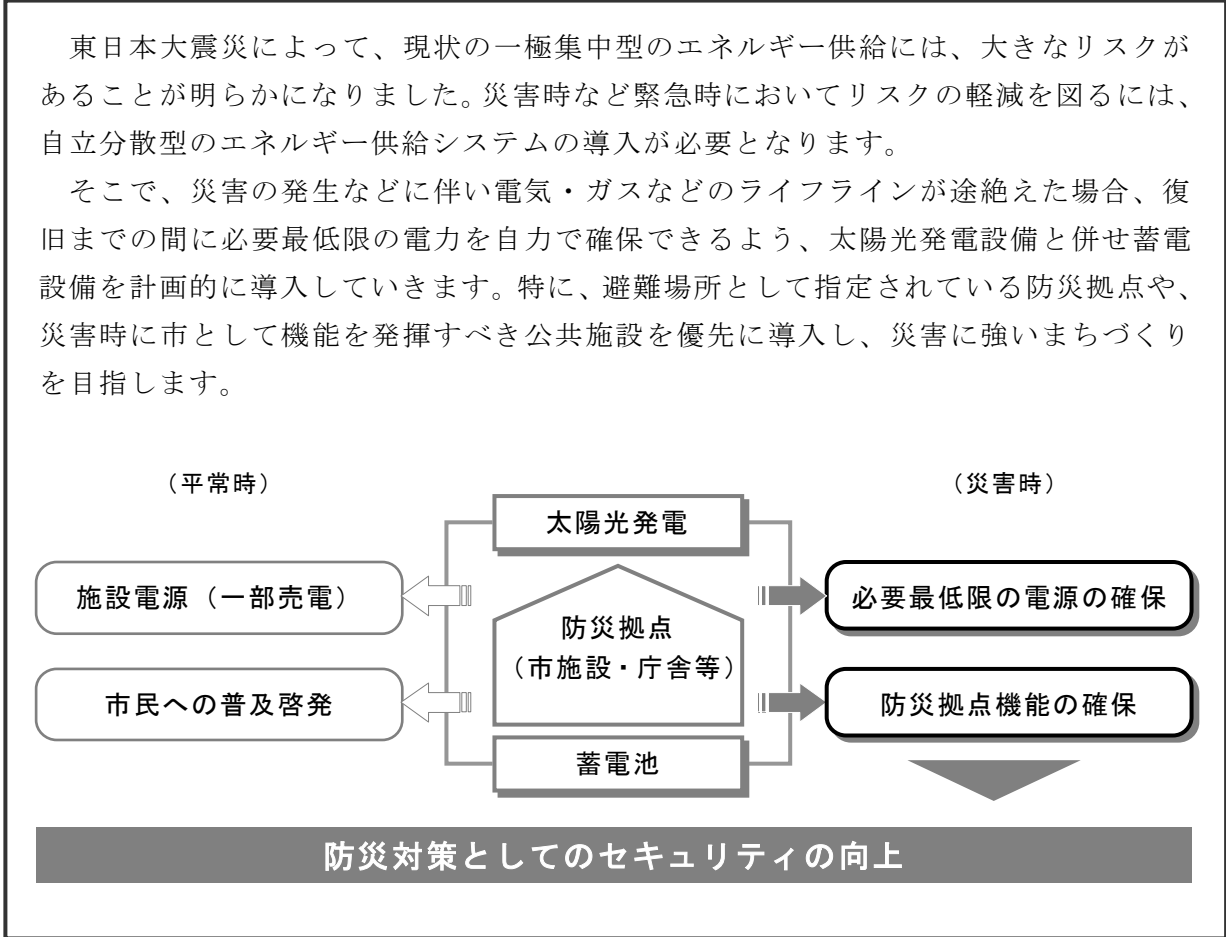 東日本大震災によって、現状の一極集中型のエネルギー供給には、大きなリスクが
あることが明らかになりました。災害時など緊急時においてリスクの軽減を図るには、
自立分散型のエネルギー供給システムの導入が必要となります。
そこで、災害の発生などに伴い電気・ガスなどのライフラインが途絶えた場合、復
旧までの間に必要最低限の電力を自力で確保できるよう、太陽光発電設備と併せ蓄電
設備を計画的に導入していきます。特に、避難場所として指定されている防災拠点や、
災害時に市として機能を発揮すべき公共施設を優先に導入し、災害に強いまちづくり
を目指します。
（平常時）
（災害時）
太陽光発電
施設電源（一部売電）
必要最低限の電源の確保
防災拠点
（市施設・庁舎等）
市民への普及啓発
防災拠点機能の確保
蓄電池
防災対策としてのセキュリティの向上